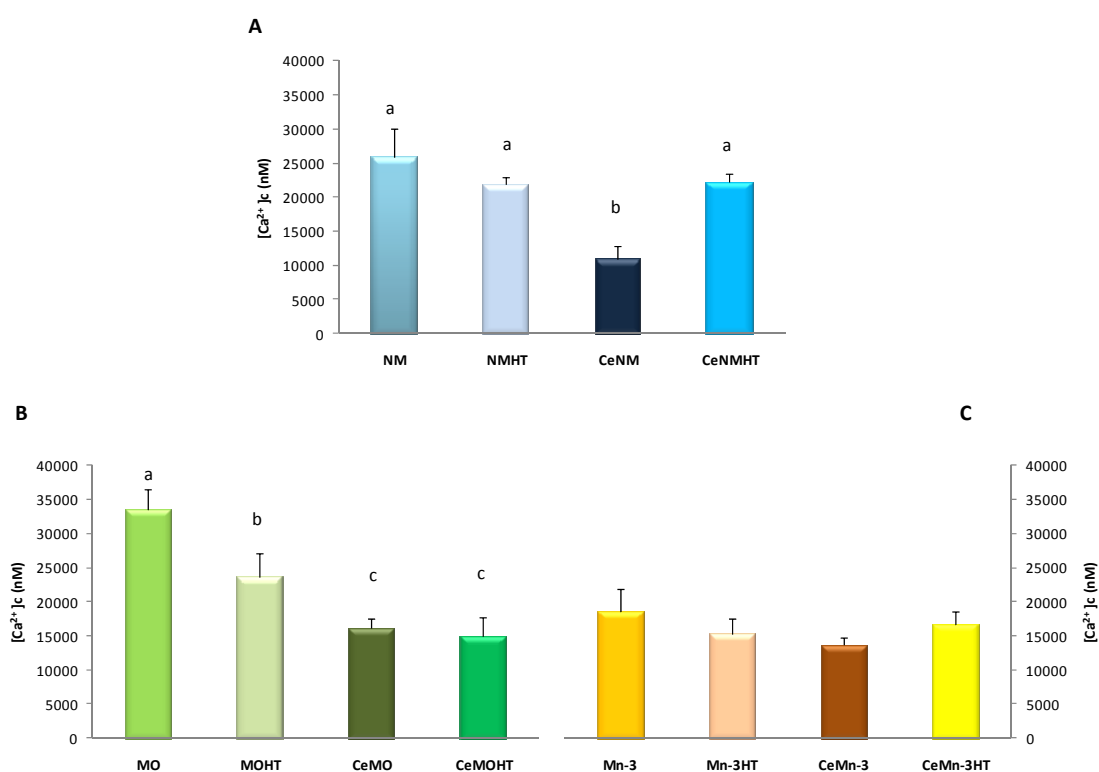 A
40000
35000
30000
25000
20000
15000
10000
5000
0
[Ca²⁺]c (nM)
a
a
b
a
NM NMHT CeNM CeNMHT
B
40000
35000
30000
25000
20000
15000
10000
5000
0
[Ca²⁺]c (nM)
a
b
c
c
MO MOHT CeMO CeMOHT
C
40000
35000
30000
25000
20000
15000
10000
5000
0
[Ca²⁺]c (nM)
Mn-3 Mn-3HT CeMn-3 CeMn-3HT